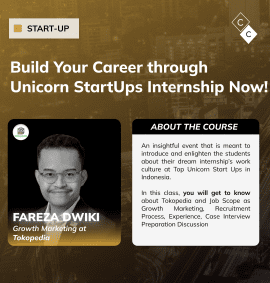 START-UP
C
C
Build Your Career through
Unicorn StartUps Internship Now!
FAREZA DWIKI
Growth Marketing at
Tokopedia
ABOUT THE COURSE
An insightful event that is meant to
introduce and enlighten the students
about their dream internship's work
culture at Top Unicorn Start Ups in
Indonesia.
In this class, you will get to know
about Tokopedia and Job Scope as
Growth Marketing, Recruitment
Process, Experience, Case Interview
Preparation Discussion